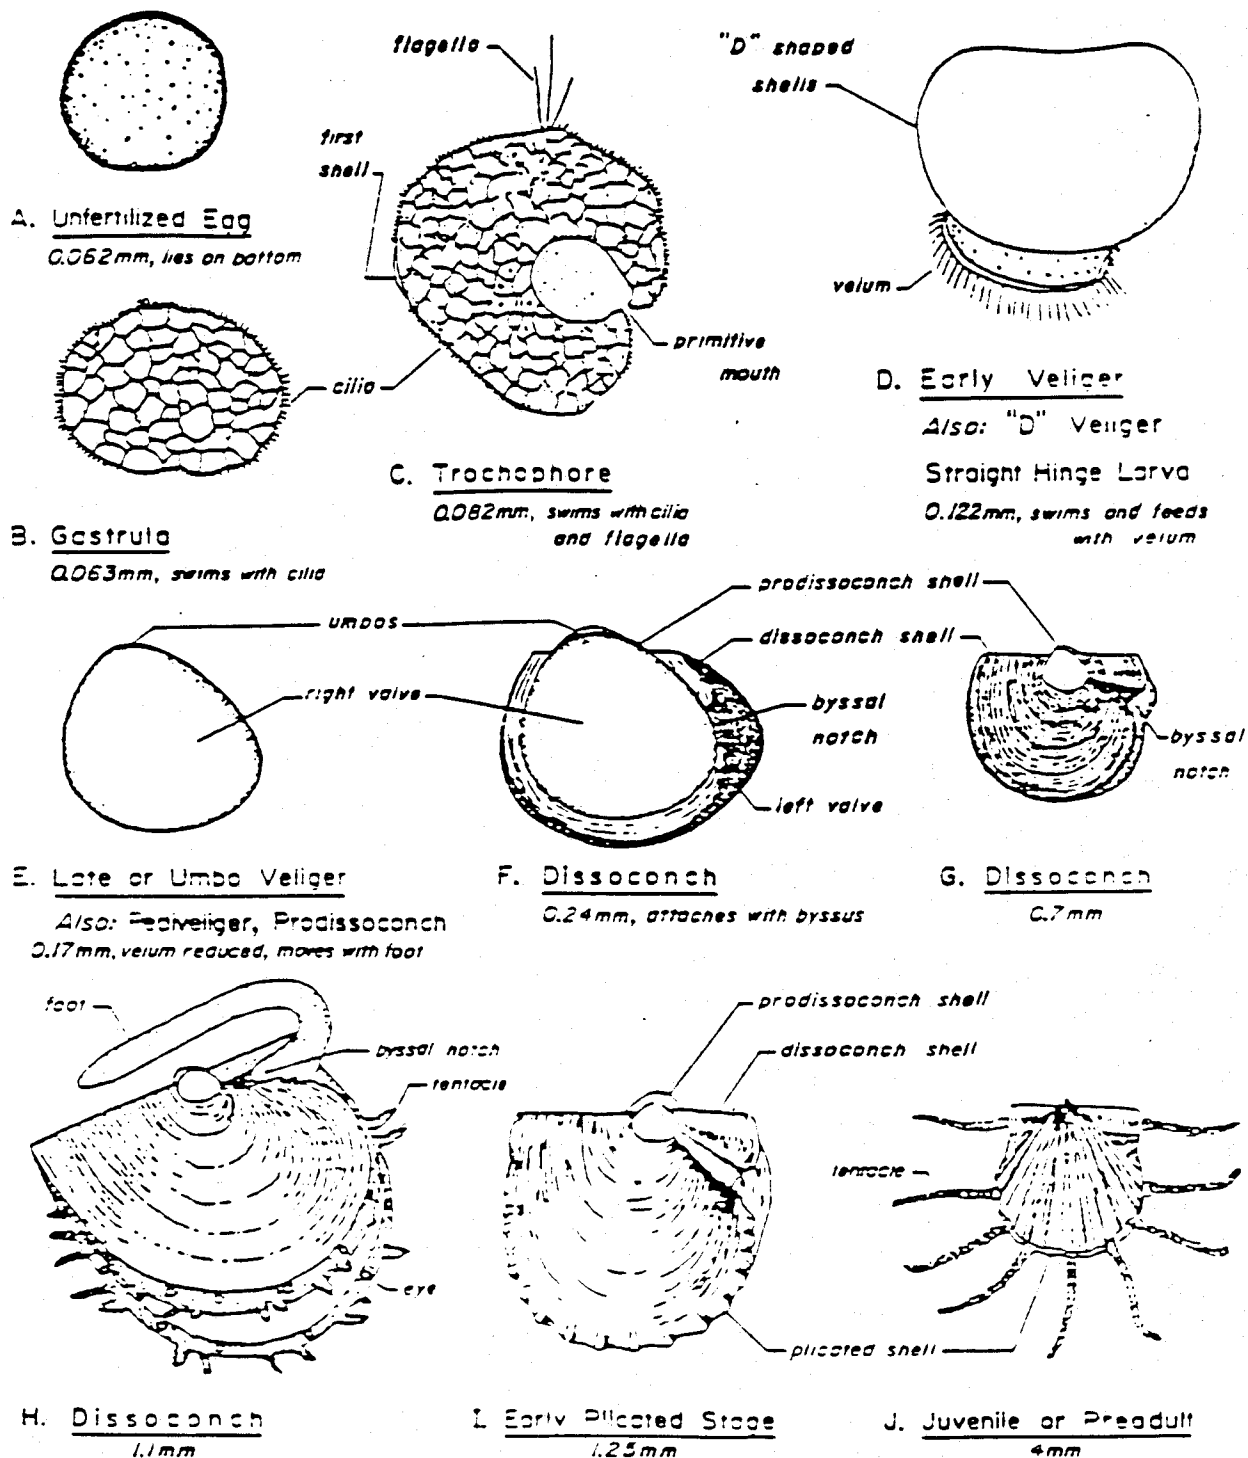 flagella
"D" shaped
shells
first
shell
A. Unfertilized Egg
0.062mm, lies on bottom
velum
primitive
mouth
cilia
D. Early Veliger
Also: "D" Veliger
Straight Hinge Larva
0.122mm, swims and feeds
with velum
C. Trochophore
0.082mm, swims with cilia
and flagella
B. Gastrula
0.063mm, swims with cilia
prodissoconch shell
umbos
dissoconch shell
right valve
byssal
notch
byssal
notch
left valve
E. Late or Umbo Veliger
Also: Pediveliger, Prodissoconch
0.17mm, velum reduced, moves with foot
F. Dissoconch
0.24mm, attaches with byssus
G. Dissoconch
0.7mm
foot
prodissoconch shell
byssal notch
dissoconch shell
tentacle
tentacle
eye
plicated shell
H. Dissoconch
1.1mm
I. Early Plicated Stage
1.25mm
J. Juvenile or Preadult
4mm